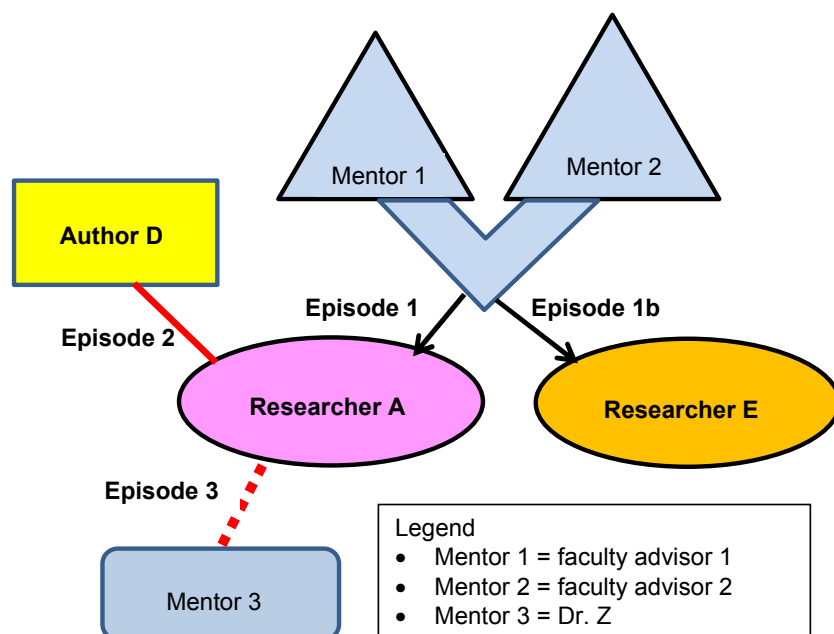 Mentor 1
Mentor 2
Author D
Episode 1
Episode 1b
Episode 2
Researcher A
Researcher E
Episode 3
Mentor 3
Legend
• Mentor 1 = faculty advisor 1
• Mentor 2 = faculty advisor 2
• Mentor 3 = Dr. Z